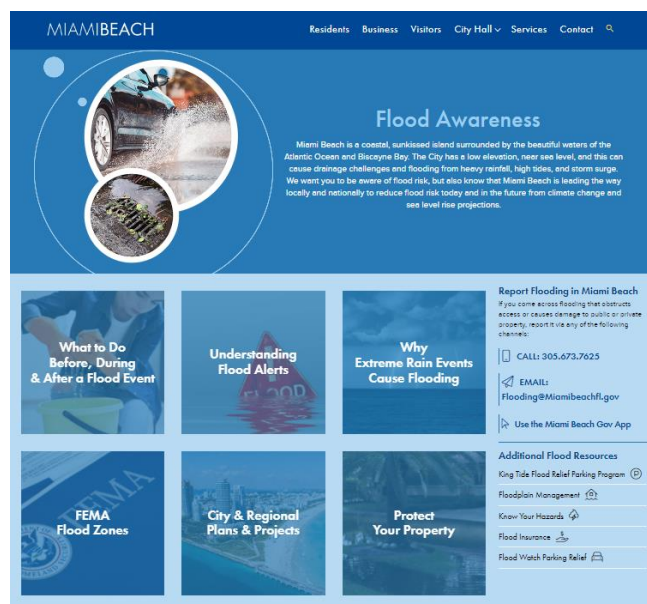 MIAMIBEACH
Residents Business Visitors City Hall Services Contact
Flood Awareness
Miami Beach is a coastal, sunkissed island surrounded by the beautiful waters of the
Atlantic Ocean and Biscayne Bay. The City has a low elevation, near sea level, and this can
cause drainage challenges and flooding from heavy rainfall, high tides, and storm surge.
We want you to be aware of flood risk, but also know that Miami Beach is leading the way
locally and nationally to reduce flood risk today and in the future from climate change and
sea level rise projections.
What to Do
Before, During
& After a Flood Event
Understanding
Flood Alerts
FLOOD
Why
Extreme Rain Events
Cause Flooding
FEMA
Flood Zones
FEMA
City & Regional
Plans & Projects
Protect
Your Property
Report Flooding in Miami Beach
If you come across flooding that obstructs
access or causes damage to public or private
property, report it via any of the following
channels:
CALL: 305.673.7625
EMAIL:
Flooding@Miamibeachfl.gov
Use the Miami Beach Gov App
Additional Flood Resources
King Tide Flood Relief Parking Program P
Floodplain Management
Know Your Hazards
Flood Insurance
Flood Watch Parking Relief